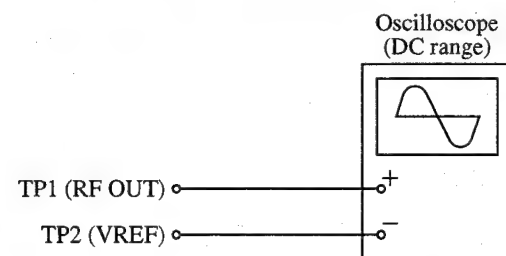 Oscilloscope
(DC range)
TP1 (RF OUT)
+
TP2 (VREF)
−